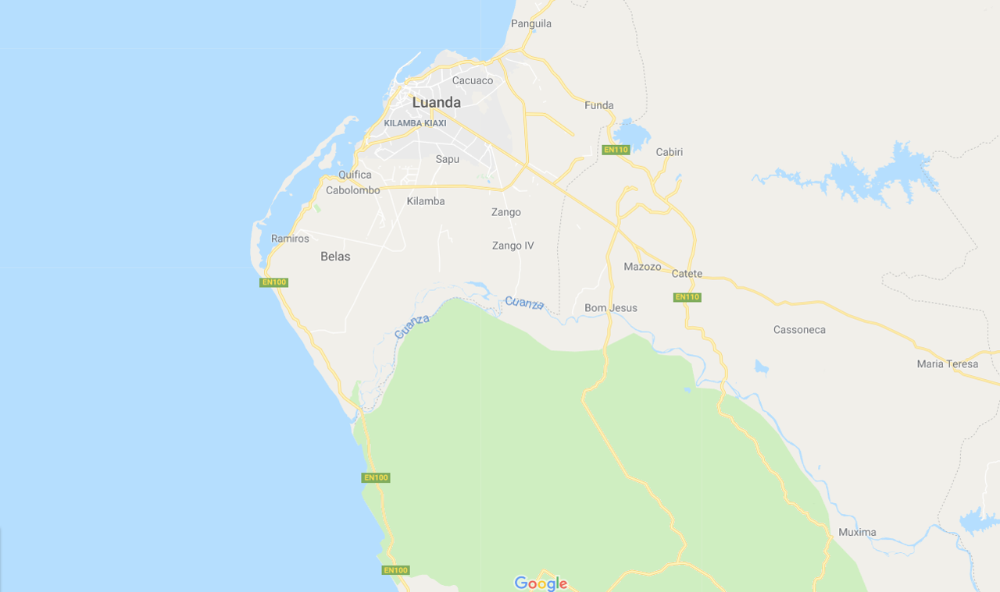 Panguila
Cacuaco
Luanda
Funda
KILAMBA KIAXI
EN110
Cabiri
Sapu
Quifica
Cabolombo
Kilamba
Zango
Ramiros
Zango IV
Belas
Mazozo
Catete
EN100
EN110
Cuanza
Bom Jesus
Cuanza
Cassoneca
Maria Teresa
EN100
Muxima
EN100
Google